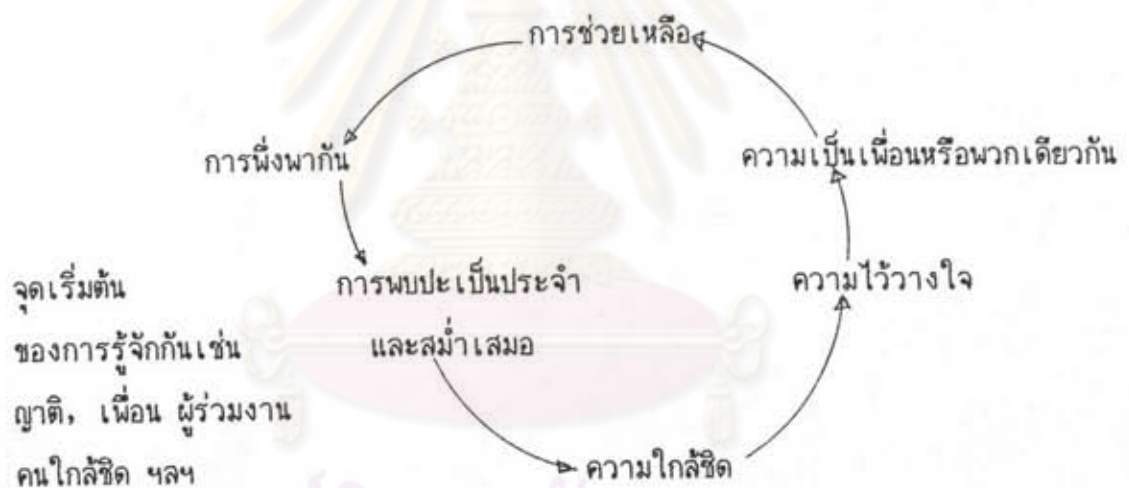 การช่วยเหลือ
การพึ่งพากัน
ความเป็นเพื่อนหรือพวกเดียวกัน
จุดเริ่มต้น
ของการรู้จักกันเช่น
ญาติ, เพื่อน ผู้ร่วมงาน
คนใกล้ชิด ฯลฯ
การพบปะเป็นประจำ
และสม่ำเสมอ
ความไว้วางใจ
ความใกล้ชิด